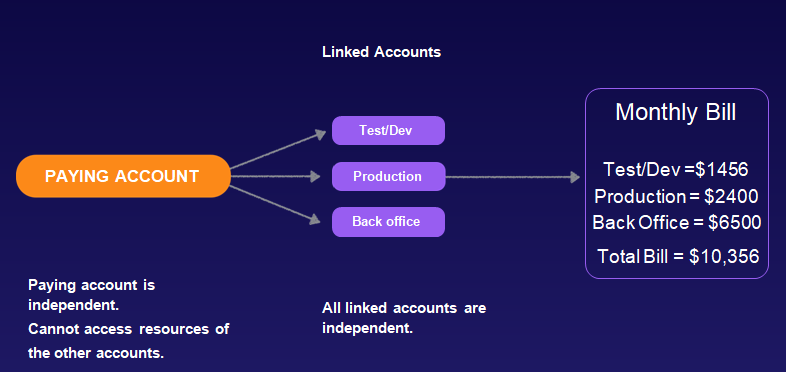 Linked Accounts
Monthly Bill
Test/Dev
PAYING ACCOUNT
Production
Back office
Test/Dev =$1456
Production = $2400
Back Office = $6500
Total Bill = $10,356
Paying account is
independent.
Cannot access resources of
the other accounts.
All linked accounts are
independent.